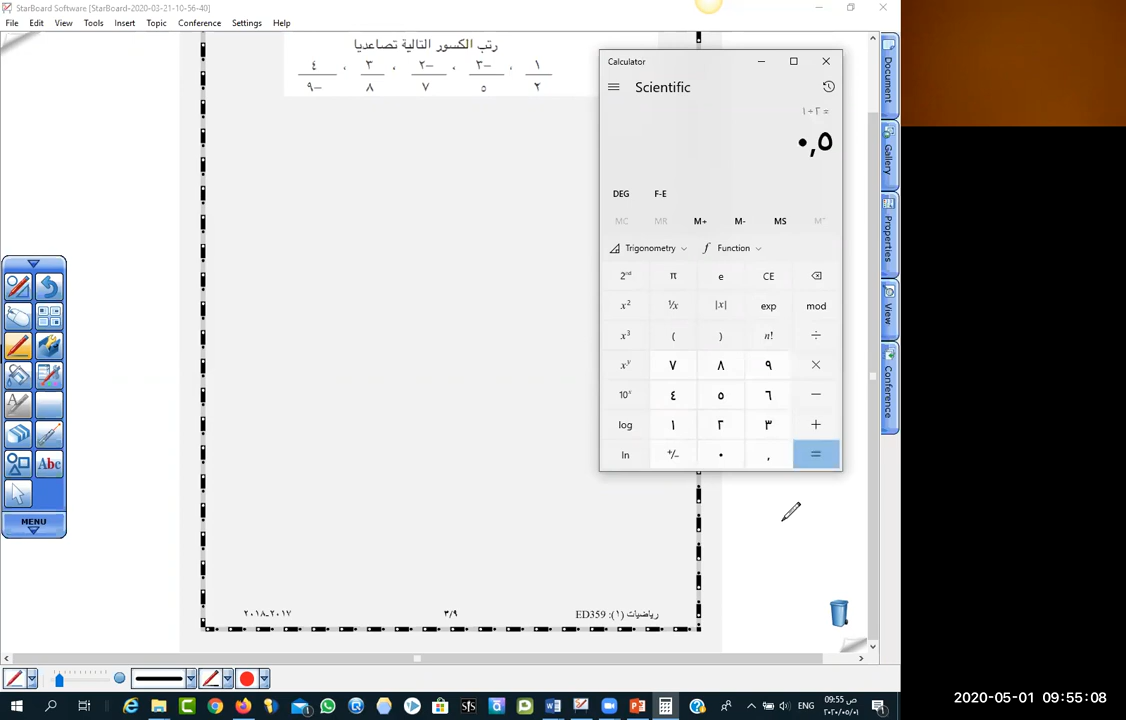 StarBoard Software [StarBoard-2020-03-21-10-56-40]
File Edit View Tools Insert Topic Conference Settings Help
رتب الكسور التالية تصاعديا
١/٢ ، -٣/٥ ، -٢/٧ ، ٣/٨ ، ٤/-٩
Calculator
Scientific
١ ÷ ٢ =
٠,٥
DEG F-E
MC MR M+ M- MS M˅
Trigonometry Function
2ⁿᵈ π e CE
x² ¹/x |x| exp mod
x³ ( ) n! ÷
xʸ ٧ ٨ ٩ ×
10ˣ ٤ ٥ ٦ −
log ١ ٢ ٣ +
ln +/− ٠ , =
Document
Gallery
Properties
View
Conference
Abc
MENU
رياضيات (١): ED359
٣/٩
٢٠١٧-٢٠١٨
ENG
09:55 ص
٢٠٢٠/٠٥/٠١
2020-05-01 09:55:08